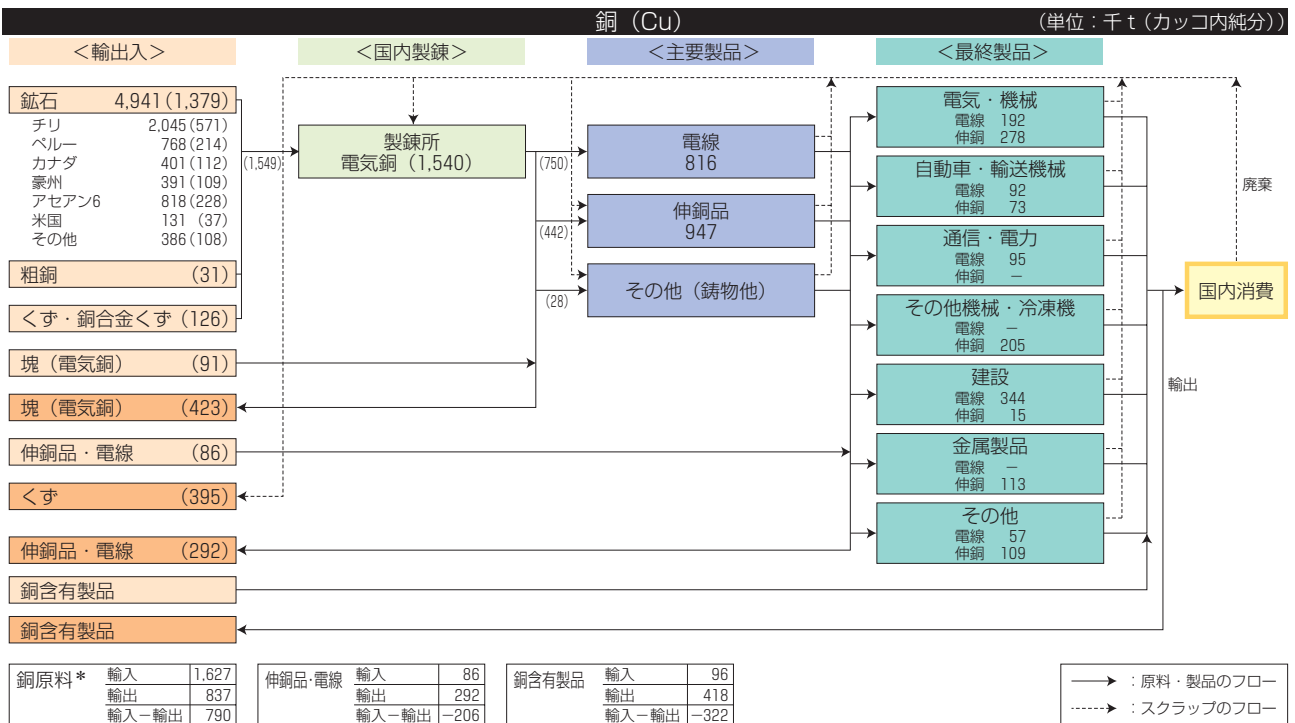 銅（Cu）
（単位：千ｔ（カッコ内純分））
＜輸出入＞
＜国内製錬＞
＜主要製品＞
＜最終製品＞
鉱石 4,941(1,379)
チリ 2,045(571)
ペルー 768(214)
カナダ 401(112)
豪州 391(109)
アセアン6 818(228)
米国 131 (37)
その他 386(108)
粗銅 (31)
くず・銅合金くず (126)
塊（電気銅） (91)
塊（電気銅） (423)
伸銅品・電線 (86)
くず (395)
伸銅品・電線 (292)
銅含有製品
銅含有製品
(1,549)
製錬所
電気銅（1,540）
(750)
(442)
(28)
電線
816
伸銅品
947
その他（鋳物他）
電気・機械
電線 192
伸銅 278
自動車・輸送機械
電線 92
伸銅 73
通信・電力
電線 95
伸銅 −
その他機械・冷凍機
電線 −
伸銅 205
建設
電線 344
伸銅 15
金属製品
電線 −
伸銅 113
その他
電線 57
伸銅 109
廃棄
国内消費
輸出
銅原料＊
輸入 1,627
輸出 837
輸入−輸出 790
伸銅品·電線
輸入 86
輸出 292
輸入−輸出 −206
銅含有製品
輸入 96
輸出 418
輸入−輸出 −322
：原料・製品のフロー
：スクラップのフロー